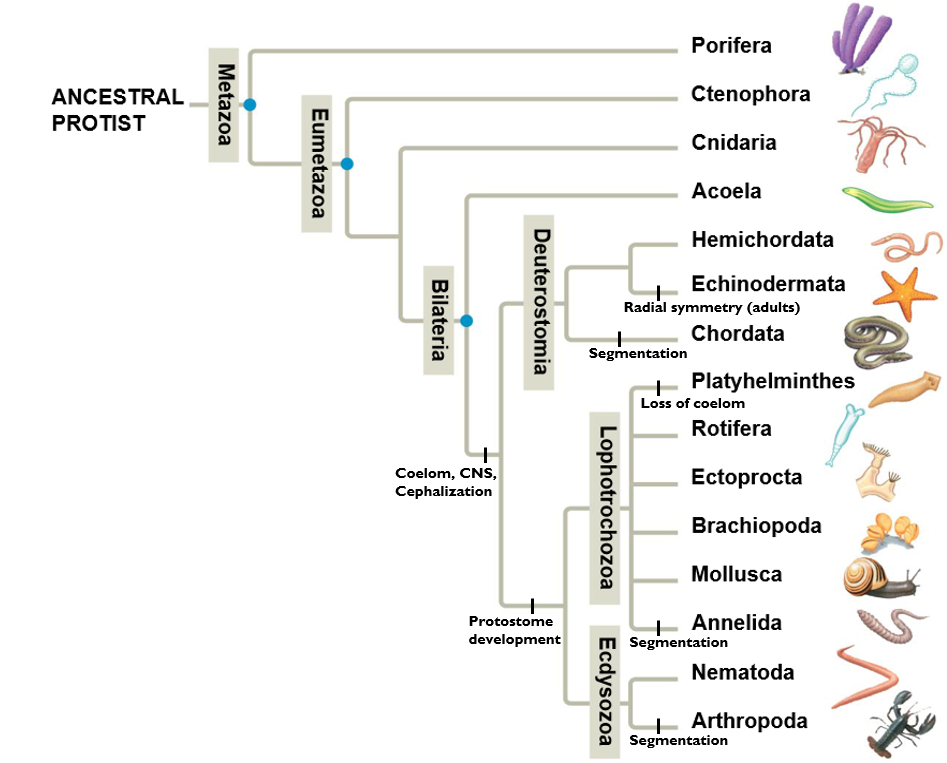 Porifera
ANCESTRAL
PROTIST
Metazoa
Ctenophora
Eumetazoa
Cnidaria
Acoela
Bilateria
Deuterostomia
Hemichordata
Echinodermata
Radial symmetry (adults)
Chordata
Segmentation
Platyhelminthes
Loss of coelom
Coelom, CNS,
Cephalization
Lophotrochozoa
Rotifera
Ectoprocta
Brachiopoda
Mollusca
Annelida
Segmentation
Protostome
development
Ecdysozoa
Nematoda
Arthropoda
Segmentation